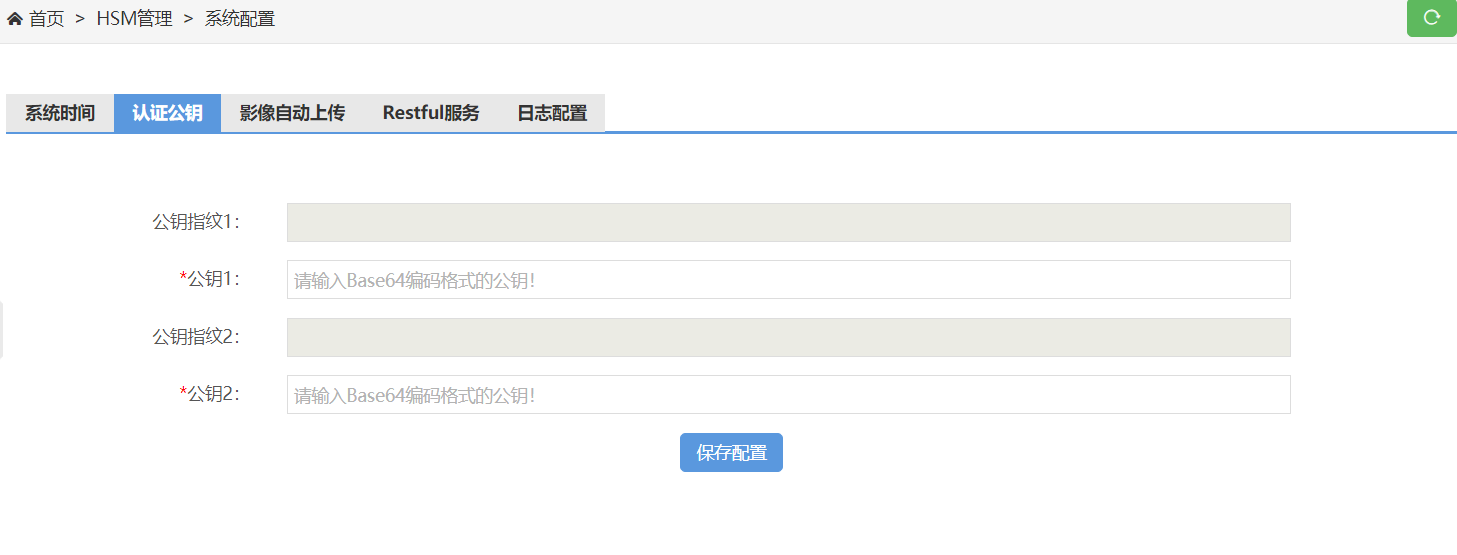 首页 > HSM管理 > 系统配置
系统时间 认证公钥 影像自动上传 Restful服务 日志配置
公钥指纹1：
*公钥1： 请输入Base64编码格式的公钥！
公钥指纹2：
*公钥2： 请输入Base64编码格式的公钥！
保存配置